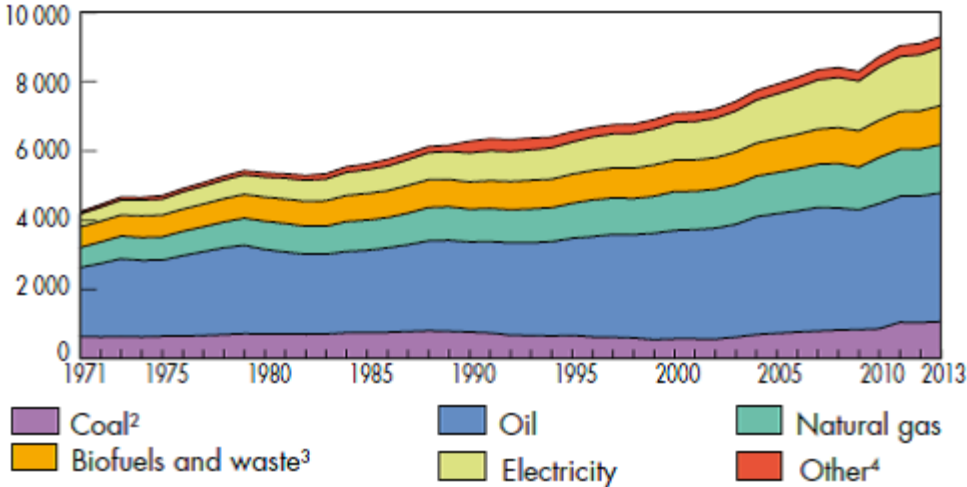 10 000
8 000
6 000
4 000
2 000
0
1971 1975 1980 1985 1990 1995 2000 2005 2010 2013
Coal² Oil Natural gas
Biofuels and waste³ Electricity Other⁴